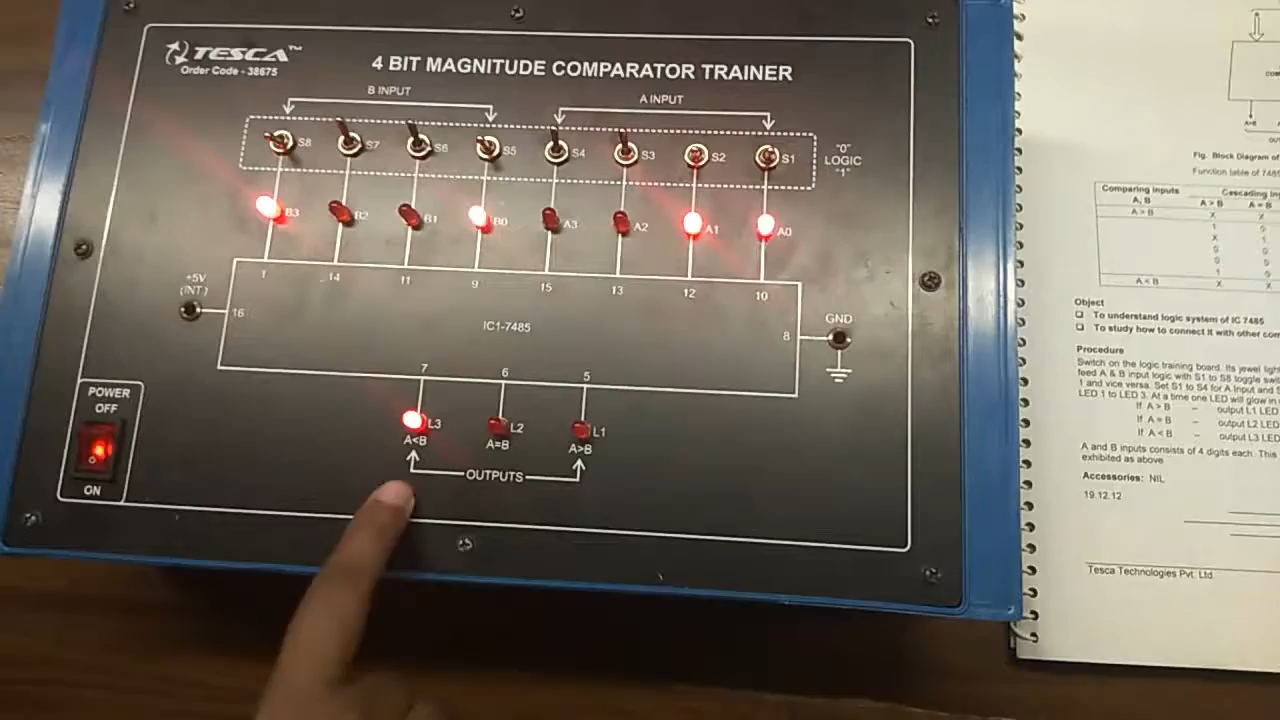 TESCA™
Order Code - 38675
4 BIT MAGNITUDE COMPARATOR TRAINER
B INPUT
A INPUT
S8
S7
S6
S5
S4
S3
S2
S1
"0"
LOGIC
"1"
B3
B2
B1
B0
A3
A2
A1
A0
1
14
11
9
15
13
12
10
+5V
(INT)
16
IC1-7485
8
GND
7
6
5
L3
L2
L1
A<B
A=B
A>B
OUTPUTS
POWER
OFF
ON
Fig. Block Diagram of
Function table of 7485
Comparing Inputs
A, B
Cascading
A > B
A = B
A > B
X
X
1
0
X
1
0
0
0
0
1
0
A < B
X
X
Object
To understand logic system of IC 7485
To study how to connect it with other
Procedure
Switch on the logic training board. Its jewel
feed A & B input logic with S1 to S8 toggle
1 and vice versa. Set S1 to S4 for A Input and
LED 1 to LED 3. At a time one LED will glow in
If A > B – output L1 LED
If A = B – output L2 LED
If A < B – output L3 LED
A and B inputs consists of 4 digits each. This
exhibited as above
Accessories: NIL
19.12.12
Tesca Technologies Pvt. Ltd.